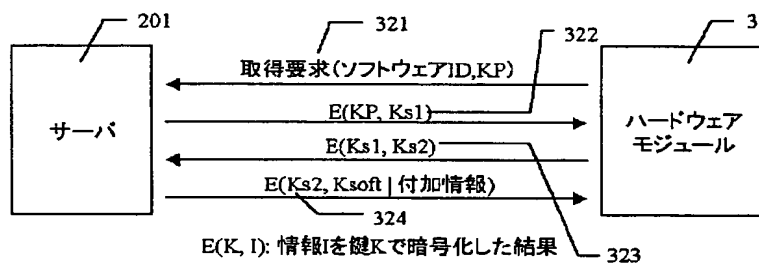 201
321
322
3
取得要求(ソフトウェアID,KP)
サーバ
E(KP, Ks1)
ハードウェア
モジュール
E(Ks1, Ks2)
E(Ks2, Ksoft | 付加情報)
324
323
E(K, I): 情報Iを鍵Kで暗号化した結果